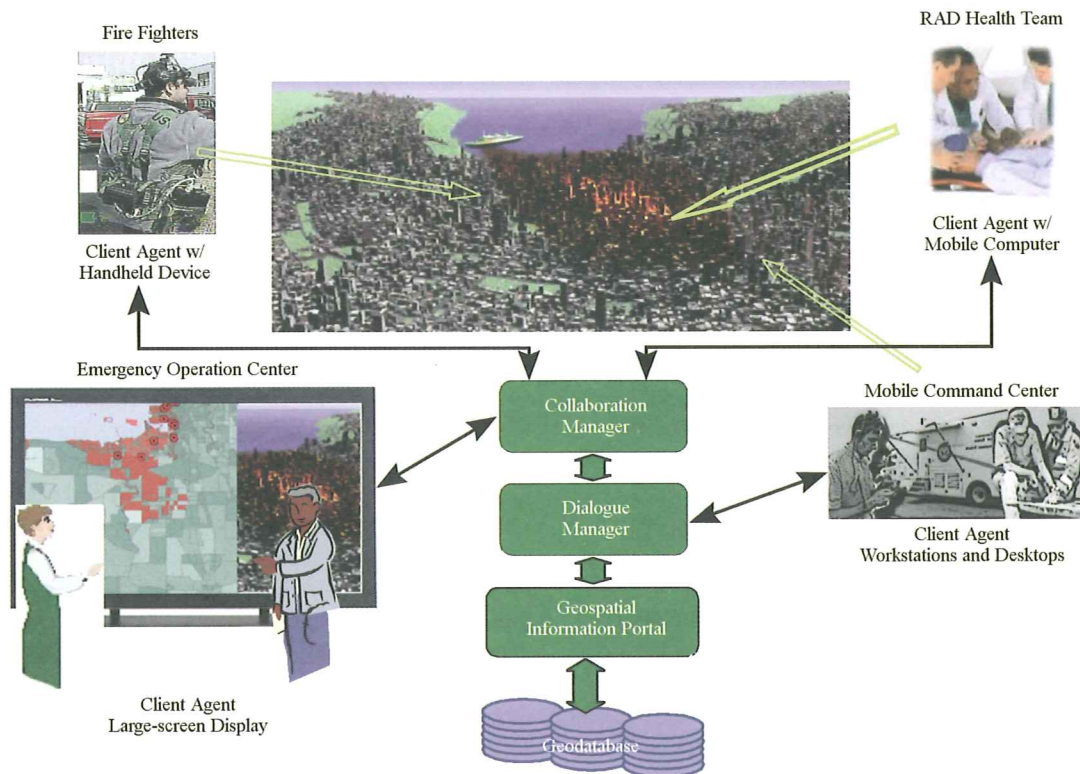 Fire Fighters
RAD Health Team
US
Client Agent w/
Handheld Device
Client Agent w/
Mobile Computer
Emergency Operation Center
Mobile Command Center
Collaboration
Manager
Dialogue
Manager
Client Agent
Workstations and Desktops
Geospatial
Information Portal
Client Agent
Large-screen Display
Geodatabase